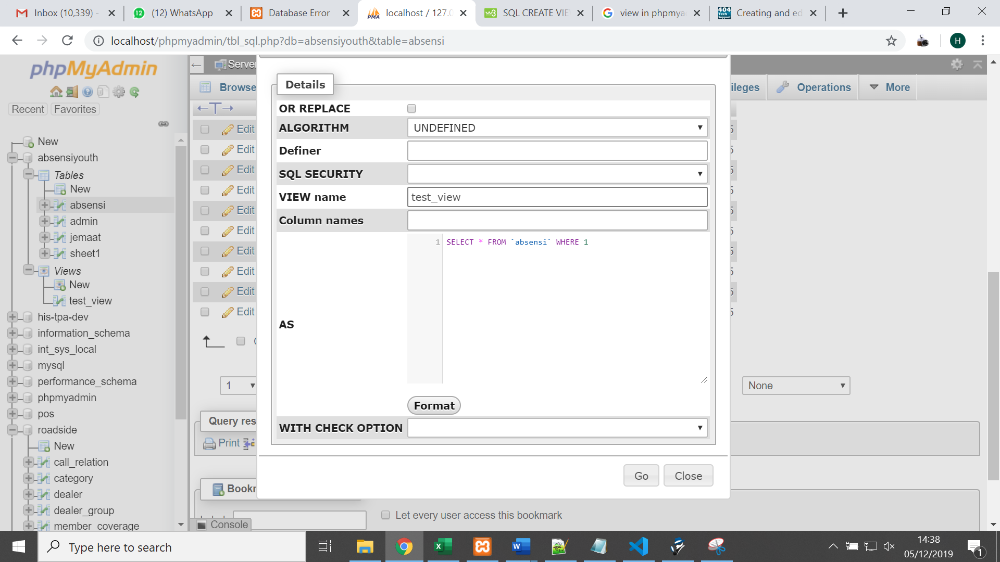 Inbox (10,339) -
(12) WhatsApp
Database Error
localhost / 127.0
SQL CREATE VIE
view in phpmya
Creating and ed
localhost/phpmyadmin/tbl_sql.php?db=absensiyouth&table=absensi
H
phpMyAdmin
Recent
Favorites
New
absensiyouth
Tables
New
absensi
admin
jemaat
sheet1
Views
New
test_view
his-tpa-dev
information_schema
int_sys_local
mysql
performance_schema
phpmyadmin
pos
roadside
New
call_relation
category
dealer
dealer_group
member_coverage
Server
Browse
ileges
Operations
More
Edit
Edit
Edit
Edit
Edit
Edit
Edit
Edit
Edit
Edit
1
None
Query res
Print
Bookr
Let every user access this bookmark
Console
Details
OR REPLACE
ALGORITHM
UNDEFINED
Definer
SQL SECURITY
VIEW name
test_view
Column names
AS
1 SELECT * FROM `absensi` WHERE 1
Format
WITH CHECK OPTION
Go
Close
Type here to search
14:38
05/12/2019
1